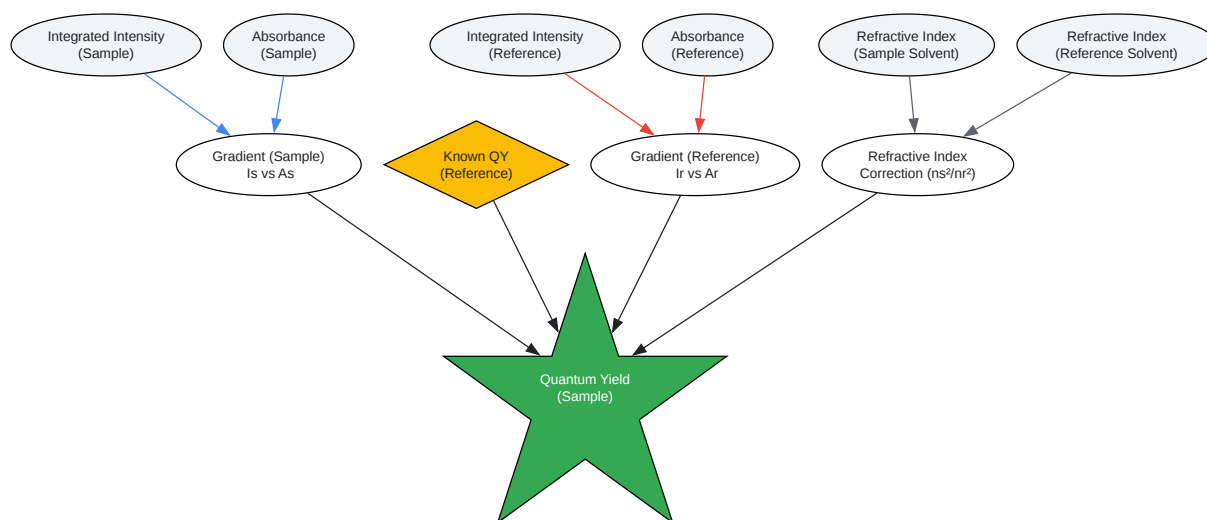 Integrated Intensity
(Sample)
Absorbance
(Sample)
Integrated Intensity
(Reference)
Absorbance
(Reference)
Refractive Index
(Sample Solvent)
Refractive Index
(Reference Solvent)
Gradient (Sample)
Is vs As
Known QY
(Reference)
Gradient (Reference)
Ir vs Ar
Refractive Index
Correction (ns²/nr²)
Quantum Yield
(Sample)